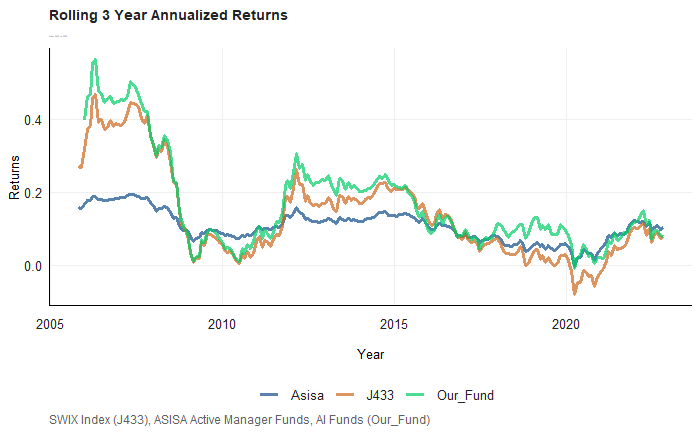 Rolling 3 Year Annualized Returns
Returns
0.4
0.2
0.0
2005
2010
2015
2020
Year
Asisa
J433
Our_Fund
SWIX Index (J433), ASISA Active Manager Funds, AI Funds (Our_Fund)